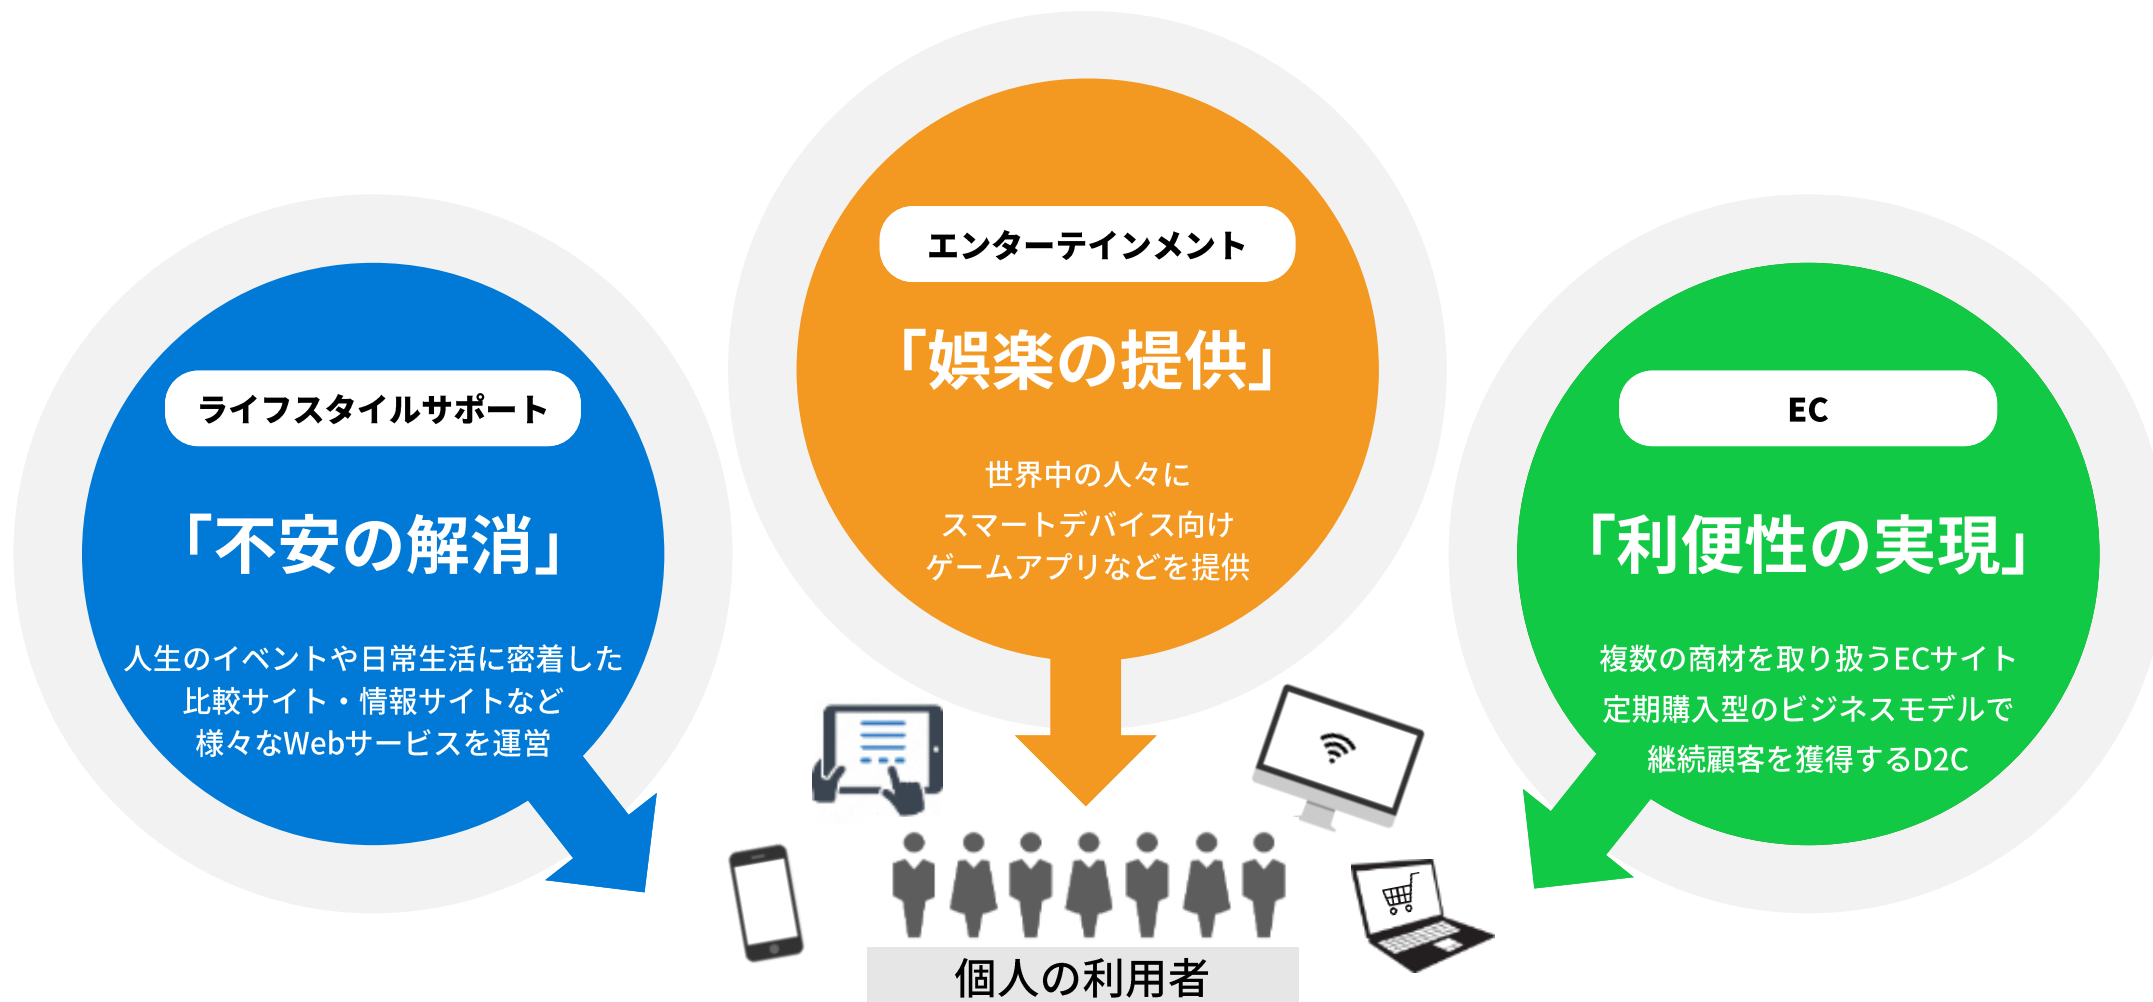 ライフスタイルサポート
「不安の解消」
人生のイベントや日常生活に密着した
比較サイト・情報サイトなど
様々なWebサービスを運営
エンターテインメント
「娯楽の提供」
世界中の人々に
スマートデバイス向け
ゲームアプリなどを提供
EC
「利便性の実現」
複数の商材を取り扱うECサイト
定期購入型のビジネスモデルで
継続顧客を獲得するD2C
個人の利用者